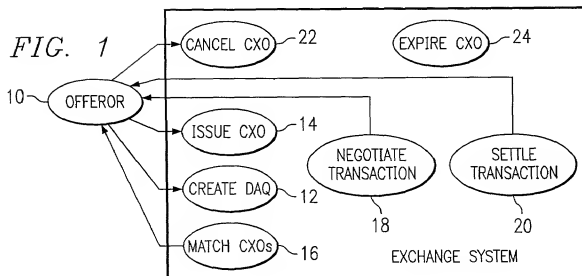 FIG. 1
CANCEL CXO
22
EXPIRE CXO
24
10
OFFEROR
ISSUE CXO
14
NEGOTIATE
TRANSACTION
18
SETTLE
TRANSACTION
20
CREATE DAQ
12
MATCH CXOs
16
EXCHANGE SYSTEM